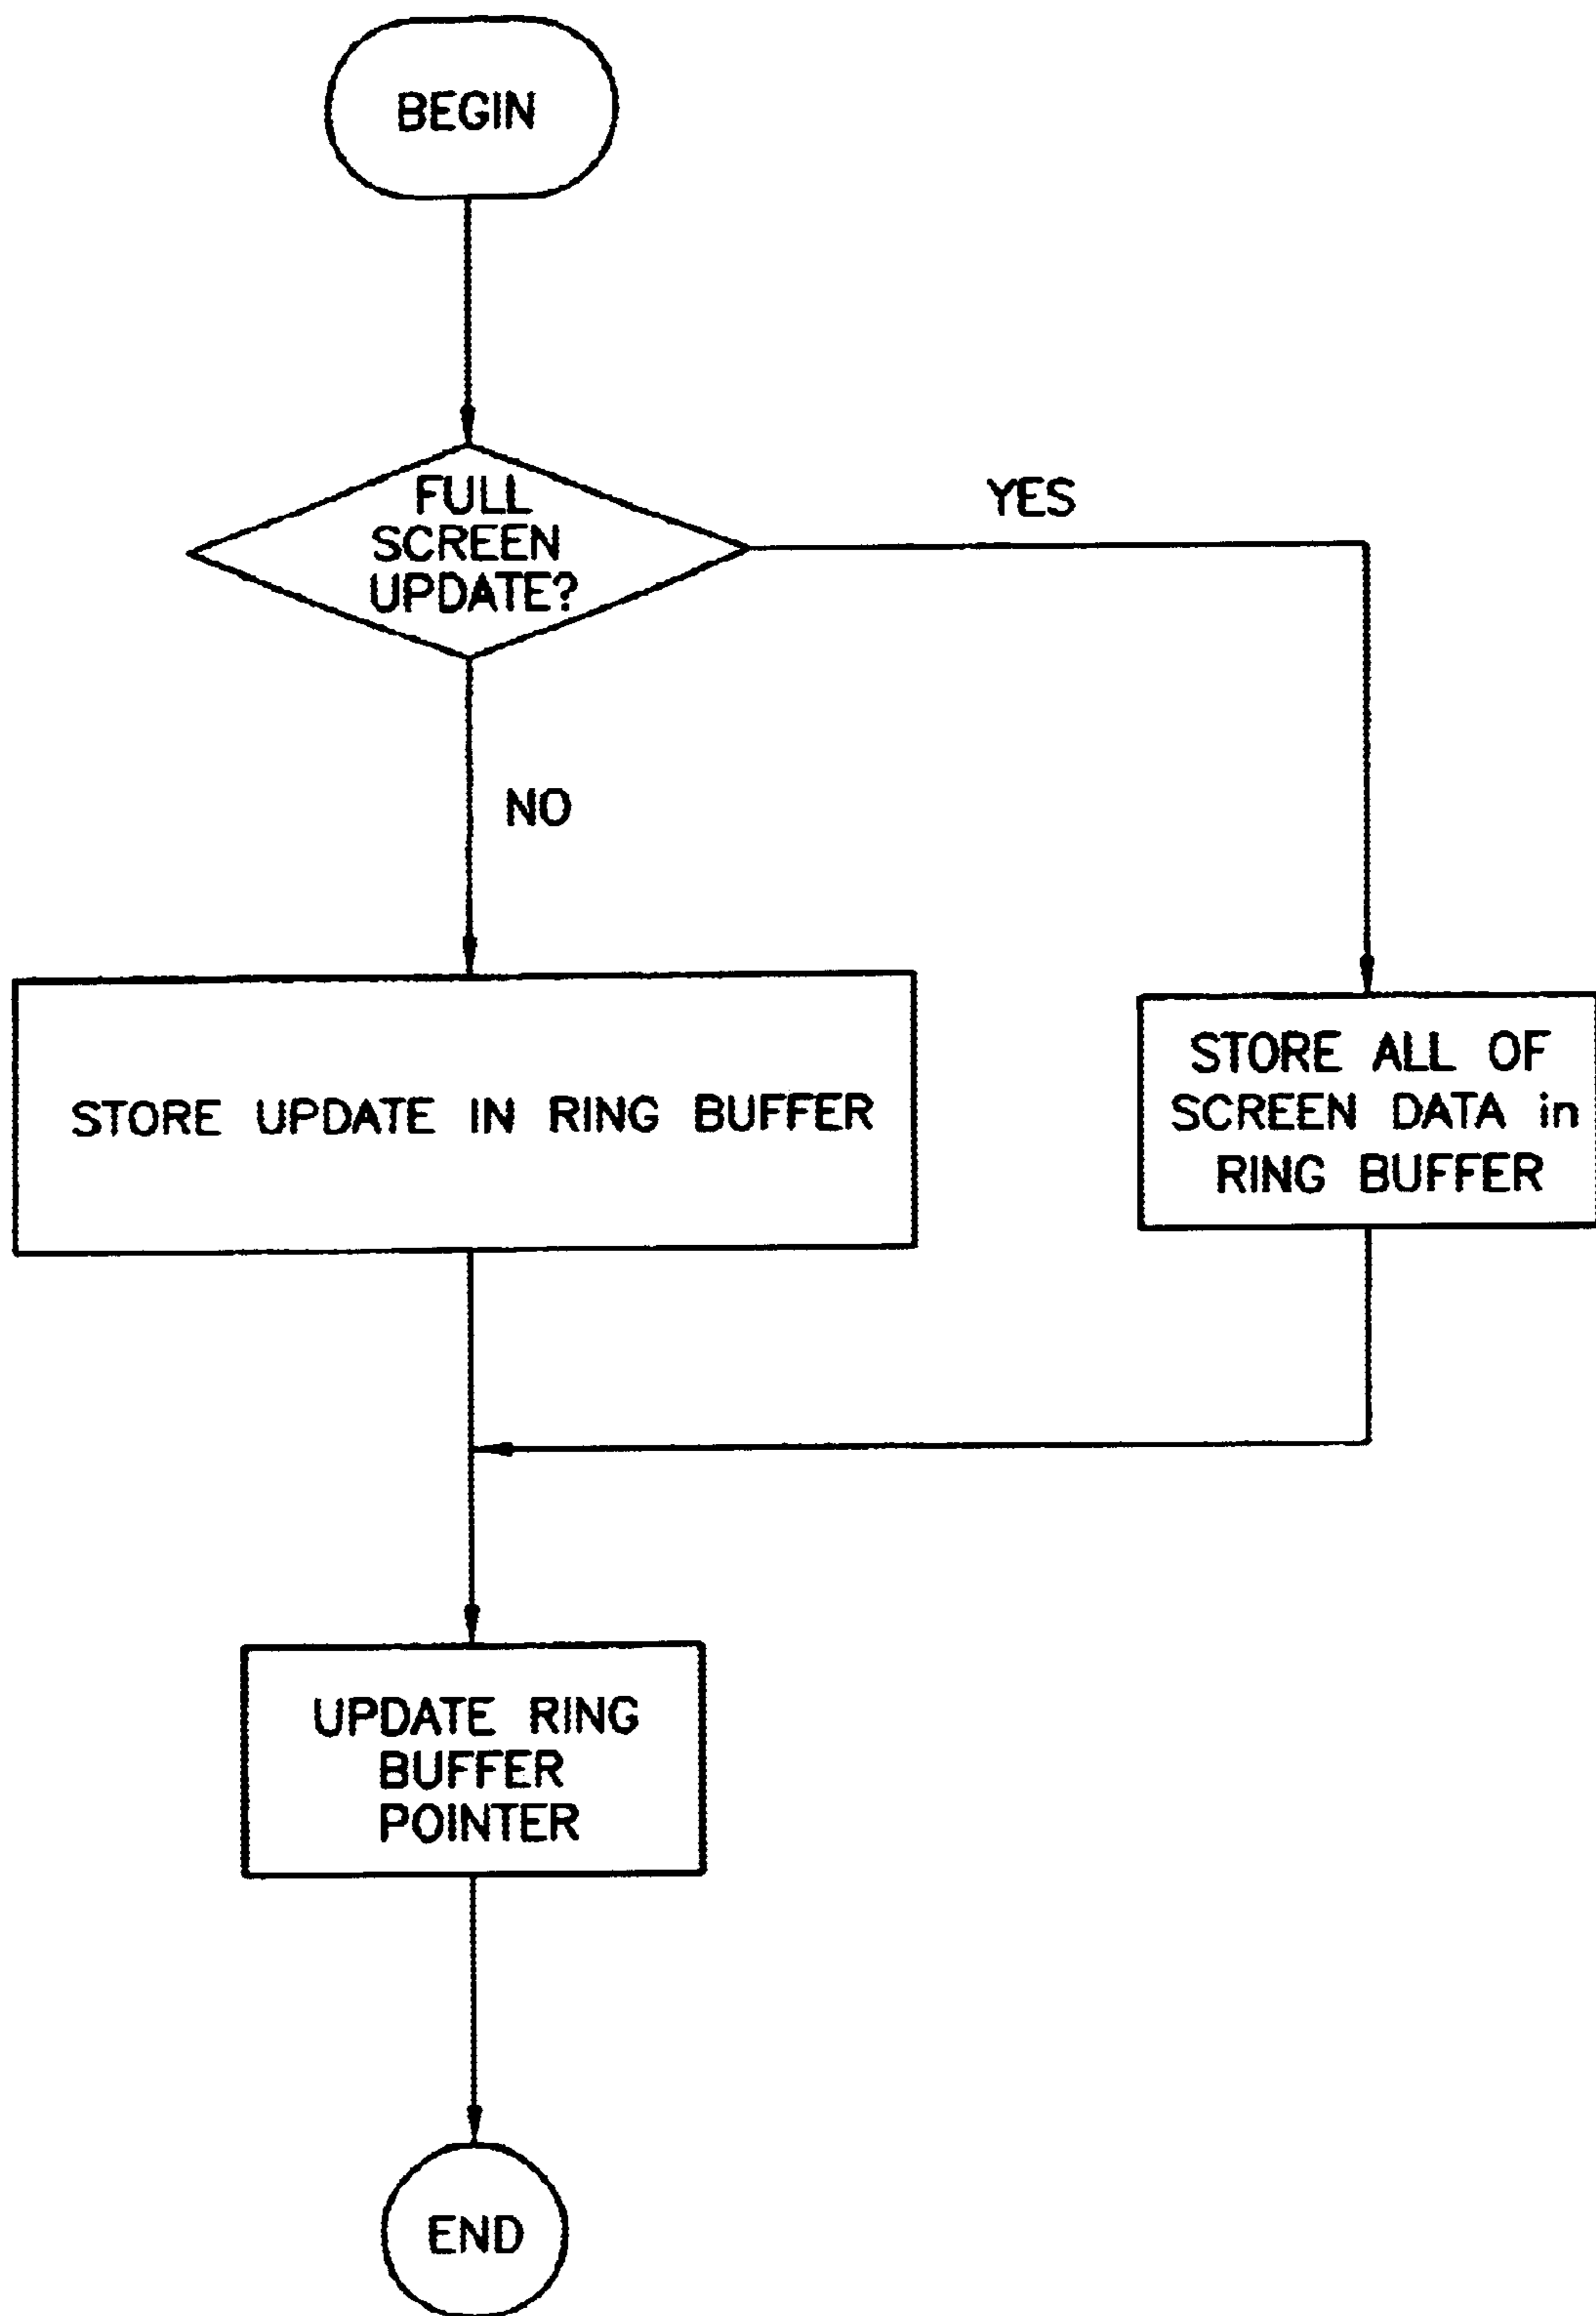 BEGIN
FULL
SCREEN
UPDATE?
YES
NO
STORE UPDATE IN RING BUFFER
STORE ALL OF
SCREEN DATA in
RING BUFFER
UPDATE RING
BUFFER
POINTER
END